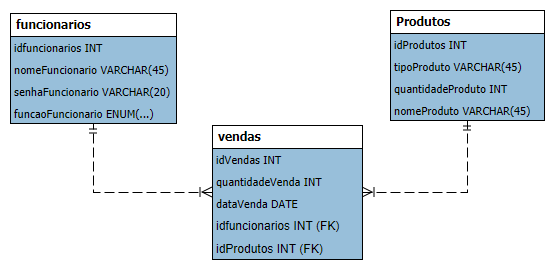 funcionarios
idfuncionarios INT
nomeFuncionario VARCHAR(45)
senhaFuncionario VARCHAR(20)
funcaoFuncionario ENUM(...)
Produtos
idProdutos INT
tipoProduto VARCHAR(45)
quantidadeProduto INT
nomeProduto VARCHAR(45)
vendas
idVendas INT
quantidadeVenda INT
dataVenda DATE
idfuncionarios INT (FK)
idProdutos INT (FK)